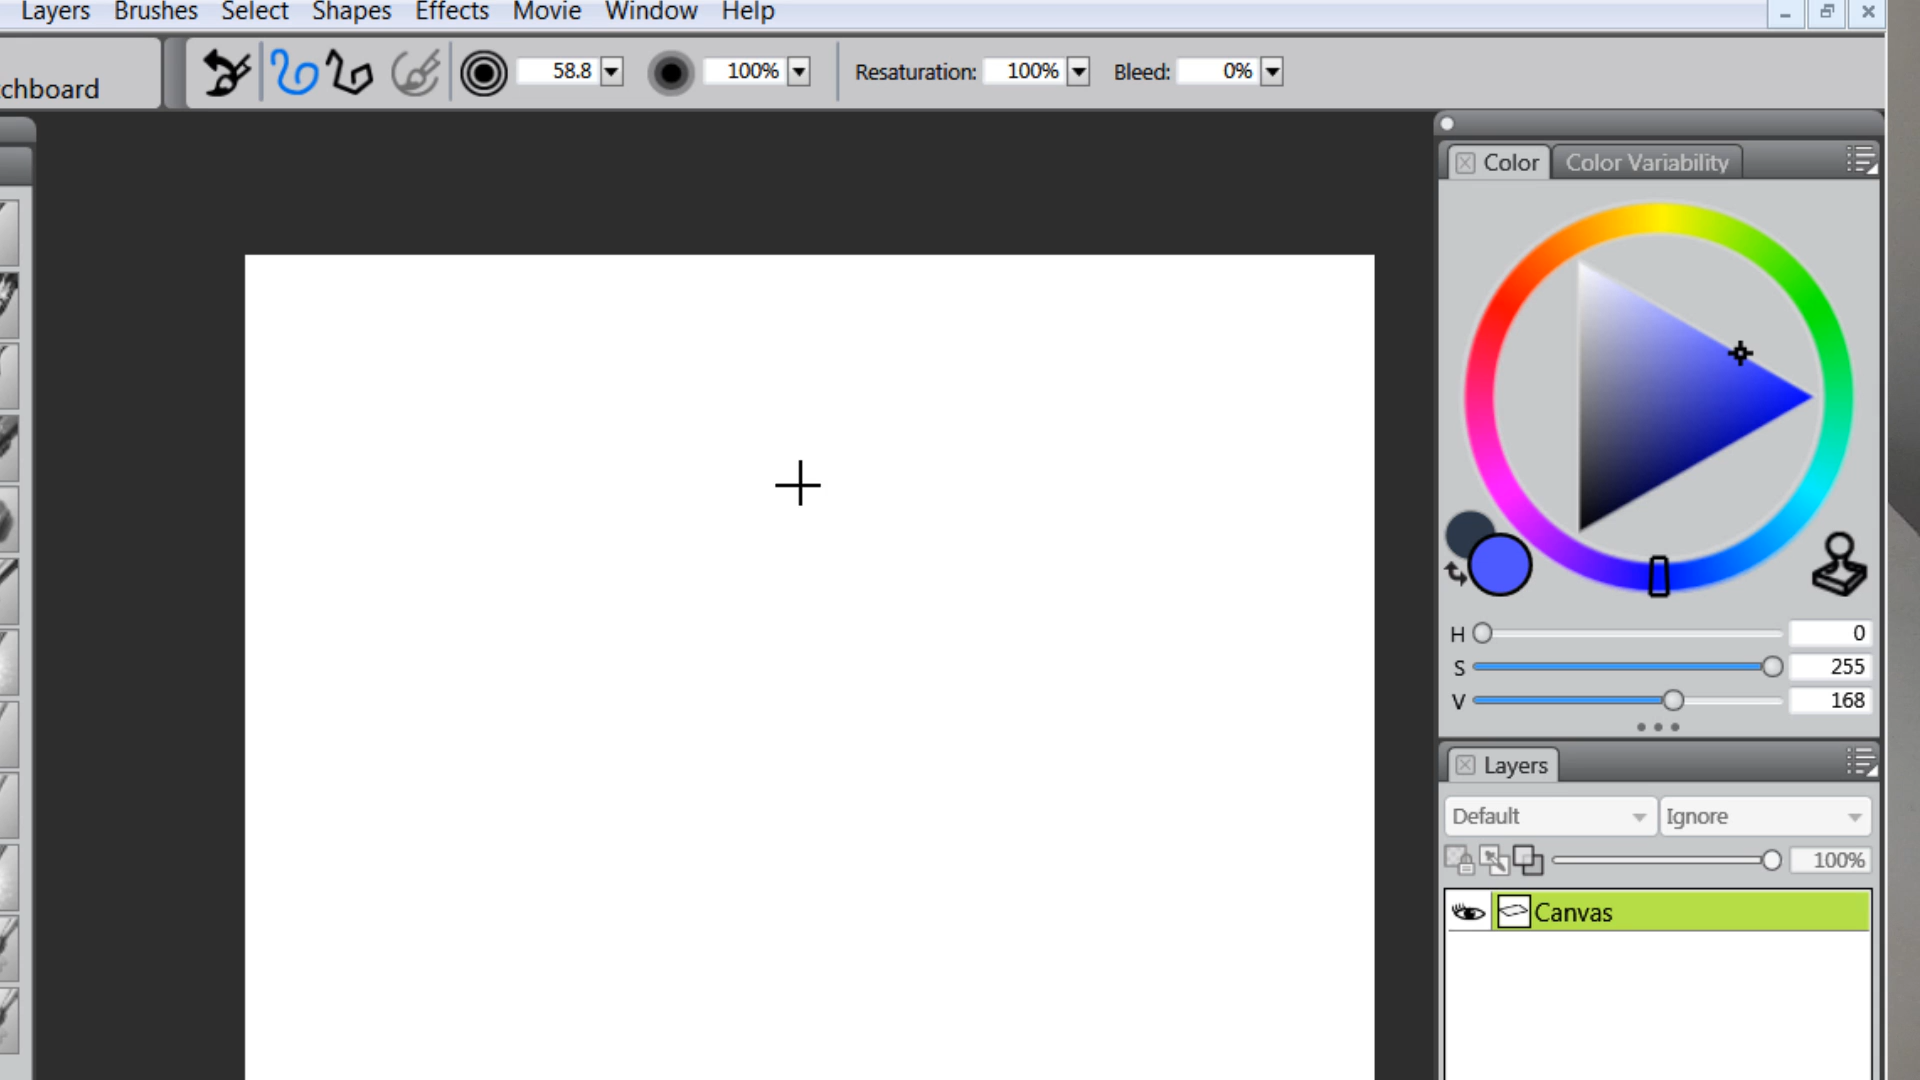 Layers Brushes Select Shapes Effects Movie Window Help
chboard
58.8 100% Resaturation: 100% Bleed: 0%
Color Color Variability
H 0
S 255
V 168
Layers
Default Ignore
100%
Canvas